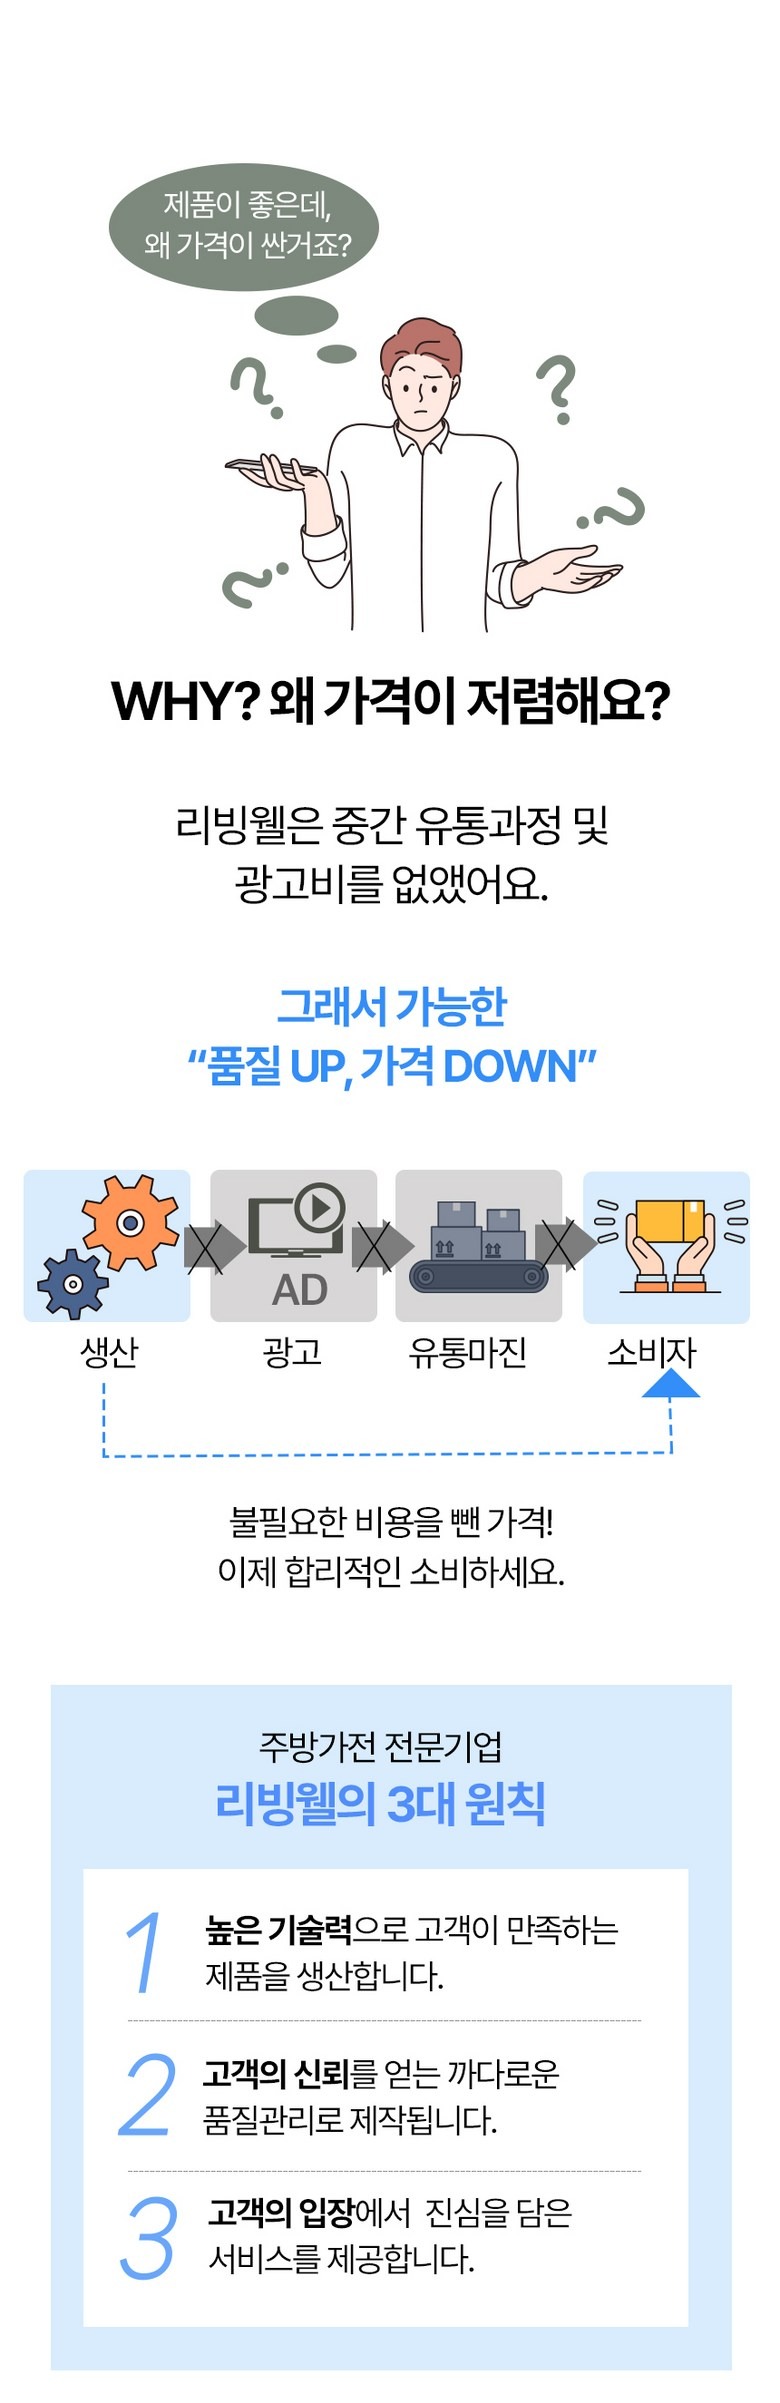 제품이 좋은데,
왜 가격이 싼거죠?
WHY? 왜 가격이 저렴해요?
리빙웰은 중간 유통과정 및
광고비를 없앴어요.
그래서 가능한
“품질 UP, 가격 DOWN”
AD
생산
광고
유통마진
소비자
불필요한 비용을 뺀 가격!
이제 합리적인 소비하세요.
주방가전 전문기업
리빙웰의 3대 원칙
1
높은 기술력으로 고객이 만족하는
제품을 생산합니다.
2
고객의 신뢰를 얻는 까다로운
품질관리로 제작됩니다.
3
고객의 입장에서 진심을 담은
서비스를 제공합니다.